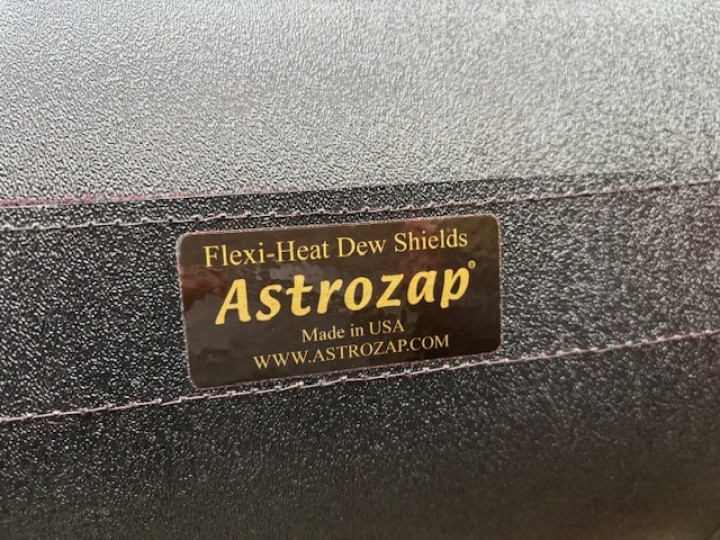 Flexi-Heat Dew Shields
Astrozap®
Made in USA
WWW.ASTROZAP.COM